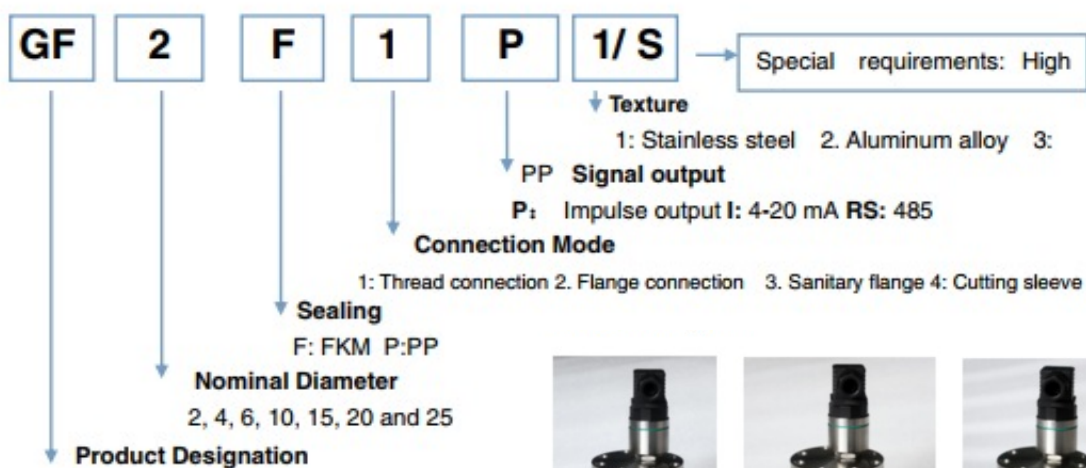 GF 2 F 1 P 1/ S
Special requirements: High
Texture
1: Stainless steel 2. Aluminum alloy 3:
PP Signal output
P： Impulse output I: 4-20 mA RS: 485
Connection Mode
1: Thread connection 2. Flange connection 3. Sanitary flange 4: Cutting sleeve
Sealing
F: FKM P:PP
Nominal Diameter
2, 4, 6, 10, 15, 20 and 25
Product Designation